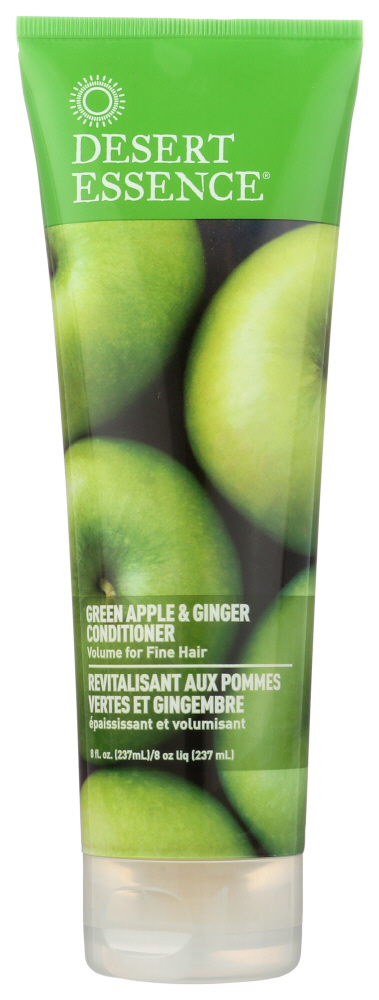 DESERT
ESSENCE®
GREEN APPLE & GINGER
CONDITIONER
Volume for Fine Hair
REVITALISANT AUX POMMES
VERTES ET GINGEMBRE
épaississant et volumisant
8 fl. oz. (237mL)/8 oz liq (237 mL)